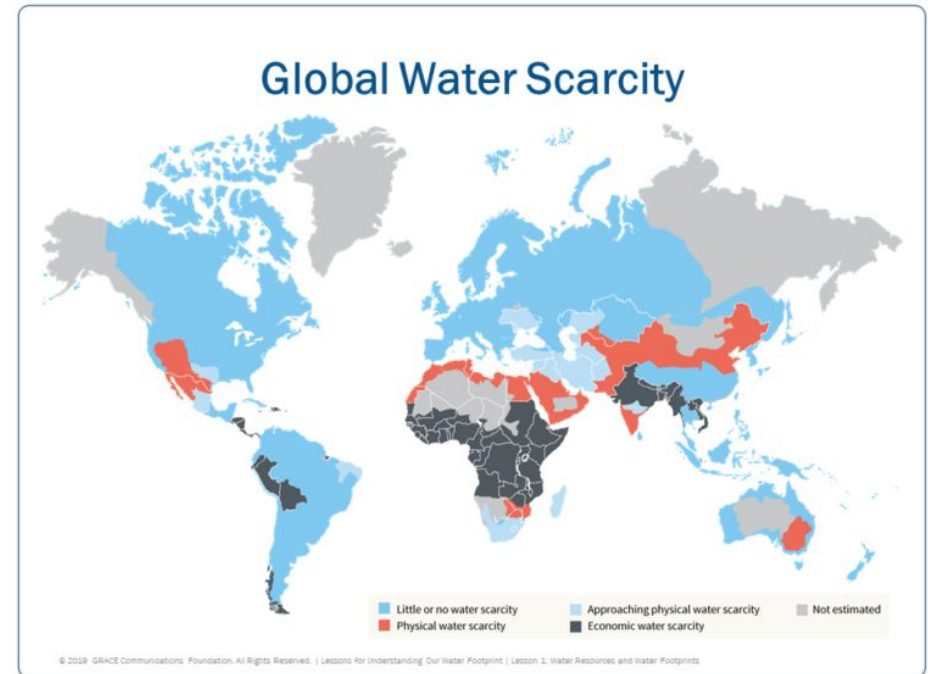 Global Water Scarcity
Little or no water scarcity
Physical water scarcity
Approaching physical water scarcity
Economic water scarcity
Not estimated
© 2019 GRACE Communications Foundation. All Rights Reserved. | Lessons for Understanding Our Water Footprint | Lesson 1: Water Resources and Water Footprints